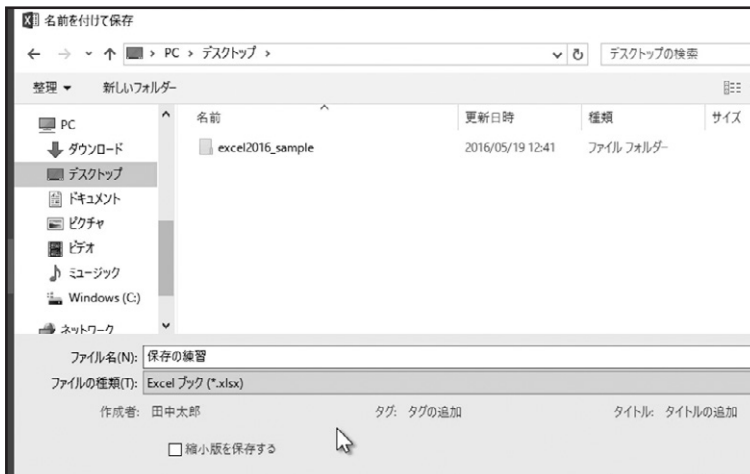 名前を付けて保存
PC > デスクトップ >
デスクトップの検索
整理 新しいフォルダー
PC
ダウンロード
デスクトップ
ドキュメント
ピクチャ
ビデオ
ミュージック
Windows (C:)
ネットワーク
名前 更新日時 種類 サイズ
excel2016_sample 2016/05/19 12:41 ファイル フォルダー
ファイル名(N): 保存の練習
ファイルの種類(T): Excel ブック (*.xlsx)
作成者: 田中太郎 タグ: タグの追加 タイトル: タイトルの追加
縮小版を保存する